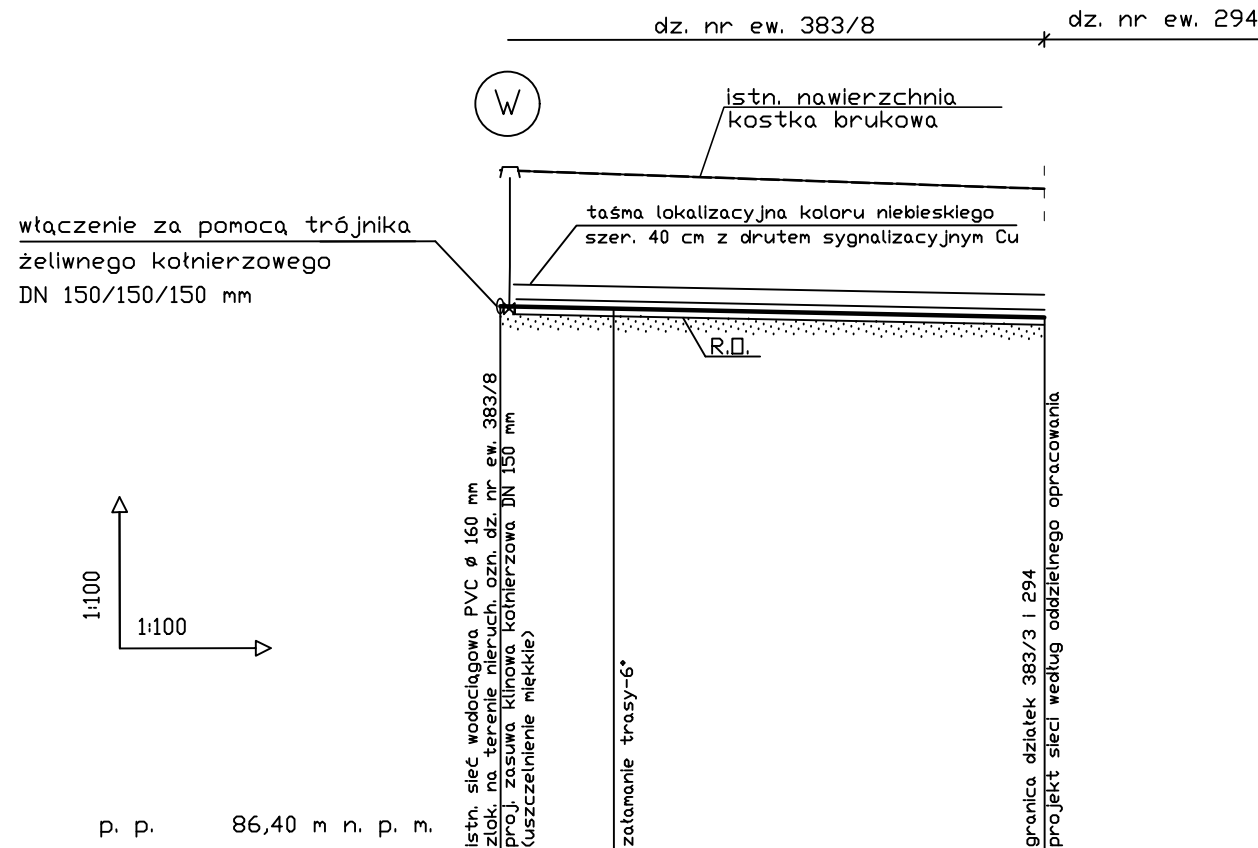 dz. nr ew. 383/8
dz. nr ew. 294
W
istn. nawierzchnia
kostka brukowa
taśma lokalizacyjna koloru niebieskiego
szer. 40 cm z drutem sygnalizacyjnym Cu
włączenie za pomocą trójnika
żeliwnego kołnierzowego
DN 150/150/150 mm
R.O.
istn. sieć wodociągowa PVC ø 160 mm
zlok. na terenie nieruch. ozn. dz. nr ew. 383/8
proj. zasuwa klinowa kołnierzowa DN 150 mm
(uszczelnienie miękkie)
załamanie trasy-6°
granica działek 383/3 i 294
projekt sieci według oddzielnego opracowania
1:100
1:100
p. p. 86,40 m n. p. m.